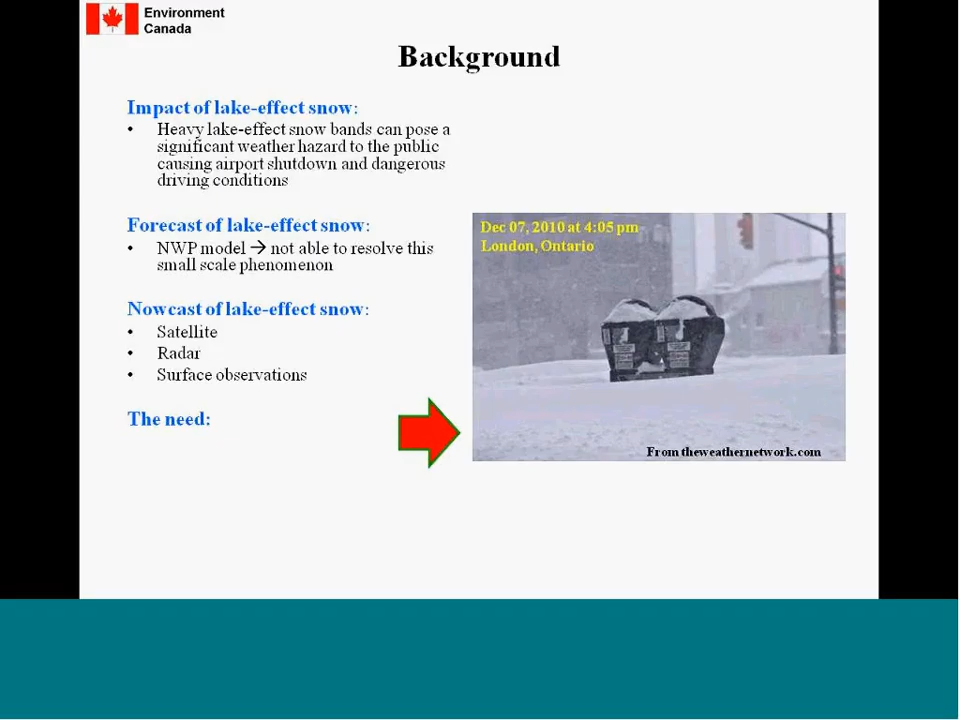 Environment
Canada
Background
Impact of lake-effect snow:
• Heavy lake-effect snow bands can pose a
significant weather hazard to the public
causing airport shutdown and dangerous
driving conditions
Forecast of lake-effect snow:
• NWP model → not able to resolve this
small scale phenomenon
Nowcast of lake-effect snow:
• Satellite
• Radar
• Surface observations
The need:
Dec 07, 2010 at 4:05 pm
London, Ontario
From theweathernetwork.com